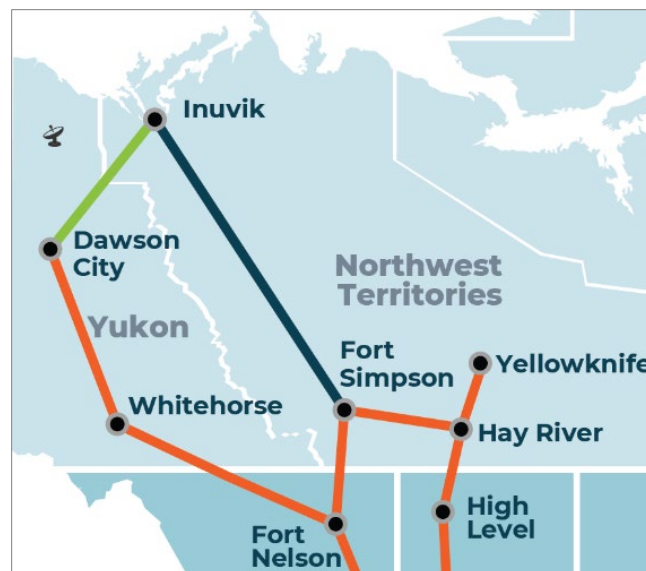 Inuvik
Dawson
City
Northwest
Territories
Yukon
Fort
Simpson
Yellowknife
Whitehorse
Hay River
High
Level
Fort
Nelson